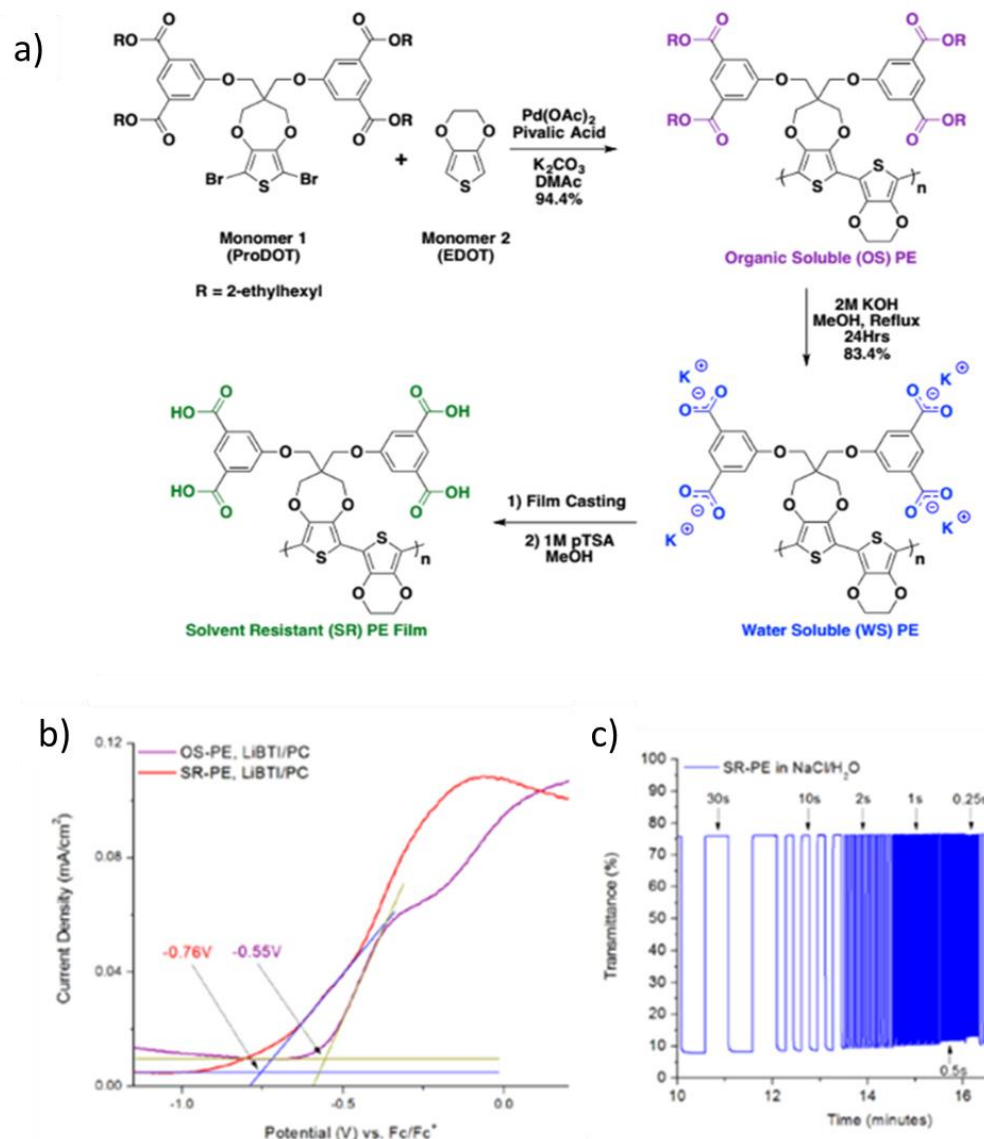 a)
RO
O
O
OR
O
O
RO
O
O
OR
O
O
Br
S
Br
+
O
O
S
Pd(OAc)2
Pivalic Acid
K2CO3
DMAc
94.4%
RO
O
O
OR
O
O
RO
O
O
OR
O
O
S
S
n
O
O
Monomer 1
(ProDOT)
Monomer 2
(EDOT)
R = 2-ethylhexyl
Organic Soluble (OS) PE
2M KOH
MeOH, Reflux
24Hrs
83.4%
HO
O
O
OH
O
O
HO
O
O
OH
O
O
S
S
n
O
O
1) Film Casting
2) 1M pTSA
MeOH
K ⊕
O
⊖
O
O
⊖
O
K ⊕
O
O
O
⊖
O
O
⊖
O
K ⊕
K ⊕
O
O
S
S
n
O
O
Solvent Resistant (SR) PE Film
Water Soluble (WS) PE
b)
OS-PE, LiBTI/PC
SR-PE, LiBTI/PC
-0.76V
-0.55V
0.12
0.08
0.04
0.00
-1.0
-0.5
0.0
Current Density (mA/cm2)
Potential (V) vs. Fc/Fc+
c)
SR-PE in NaCl/H2O
30s
10s
2s
1s
0.25s
0.5s
100
90
80
70
60
50
40
30
20
10
0
10
12
14
16
Transmittance (%)
Time (minutes)